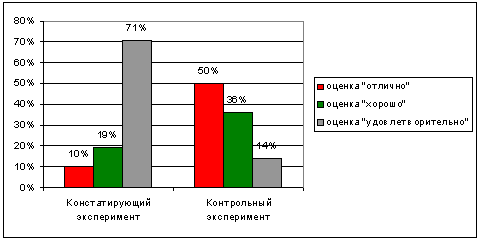 80%
70%
60%
50%
40%
30%
20%
10%
0%
10%
19%
71%
50%
36%
14%
Констатирующий
эксперимент
Контрольный
эксперимент
оценка "отлично"
оценка "хорошо"
оценка "удовлетворительно"